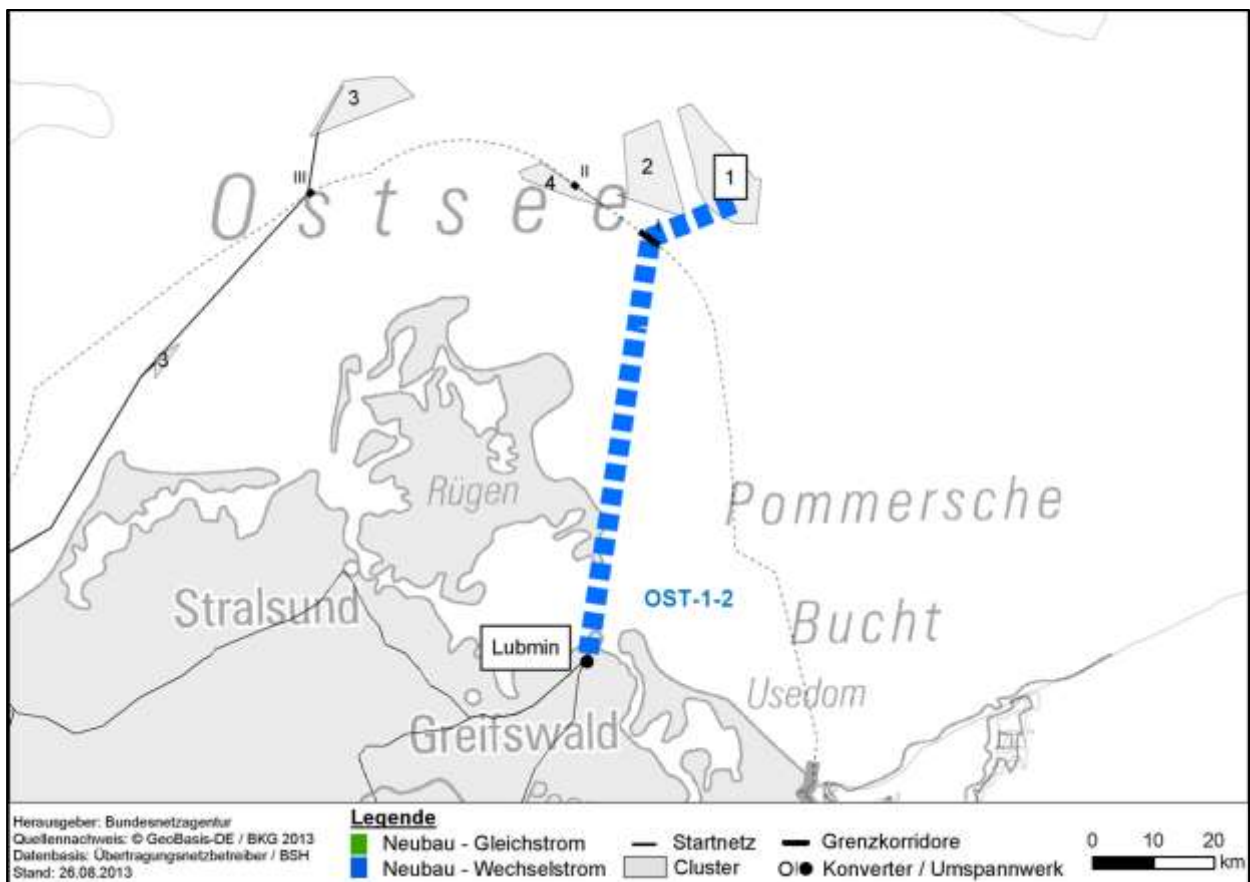 3
III
II
4
2
1
Ostsee
3
Rügen
Pommersche
Stralsund
OST-1-2
Bucht
Lubmin
Usedom
Greifswald
Herausgeber: Bundesnetzagentur
Quellennachweis: © GeoBasis-DE / BKG 2013
Datenbasis: Übertragungsnetzbetreiber / BSH
Stand: 26.08.2013
Legende
Neubau - Gleichstrom
Neubau - Wechselstrom
Startnetz
Cluster
Grenzkorridore
Konverter / Umspannwerk
0 10 20
km